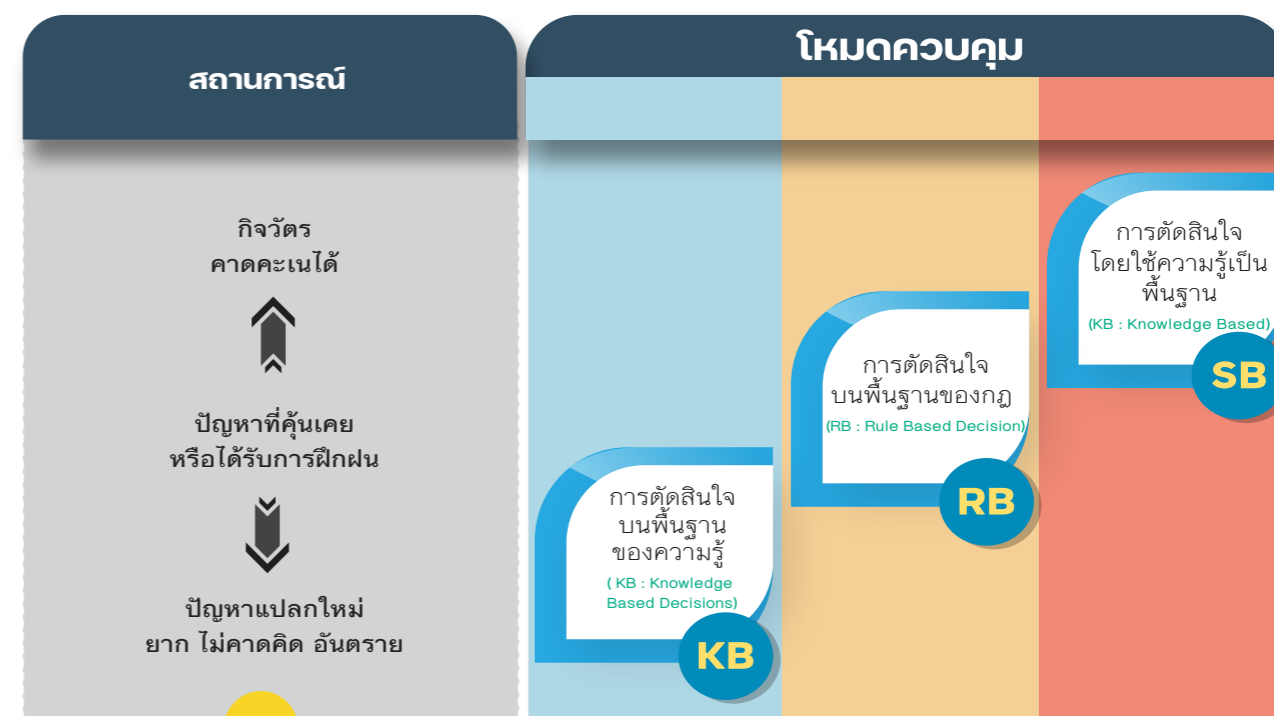 สถานการณ์
โหมดควบคุม
กิจวัตร
คาดคะเนได้
ปัญหาที่คุ้นเคย
หรือได้รับการฝึกฝน
ปัญหาแปลกใหม่
ยาก ไม่คาดคิด อันตราย
การตัดสินใจ
บนพื้นฐาน
ของความรู้
( KB : Knowledge
Based Decisions)
KB
การตัดสินใจ
บนพื้นฐานของกฎ
(RB : Rule Based Decision)
RB
การตัดสินใจ
โดยใช้ความรู้เป็น
พื้นฐาน
(KB : Knowledge Based)
SB